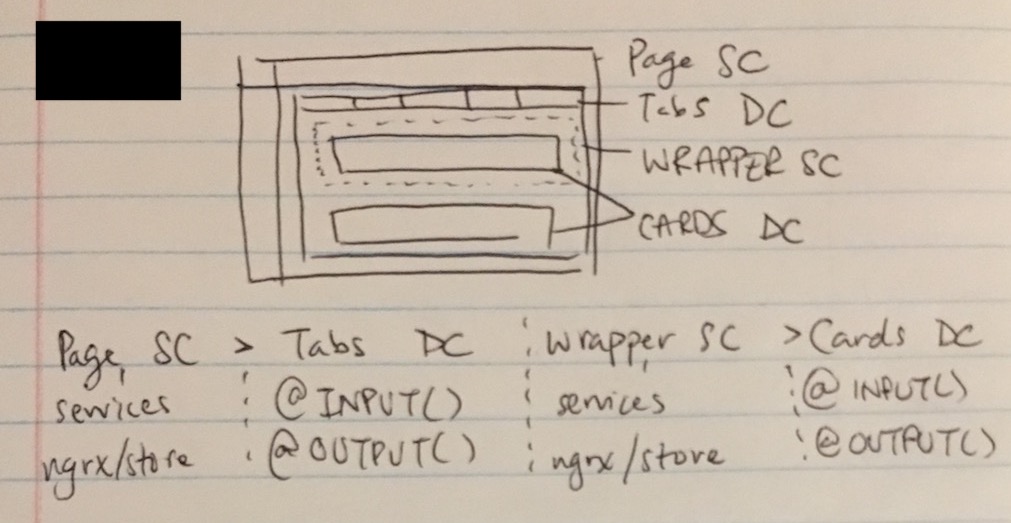 Page SC
Tabs DC
WRAPPER SC
CARDS DC
Page SC > Tabs DC Wrapper SC > Cards DC
services @INPUT() services @INPUT()
ngrx/store @OUTPUT() ngrx/store @OUTPUT()